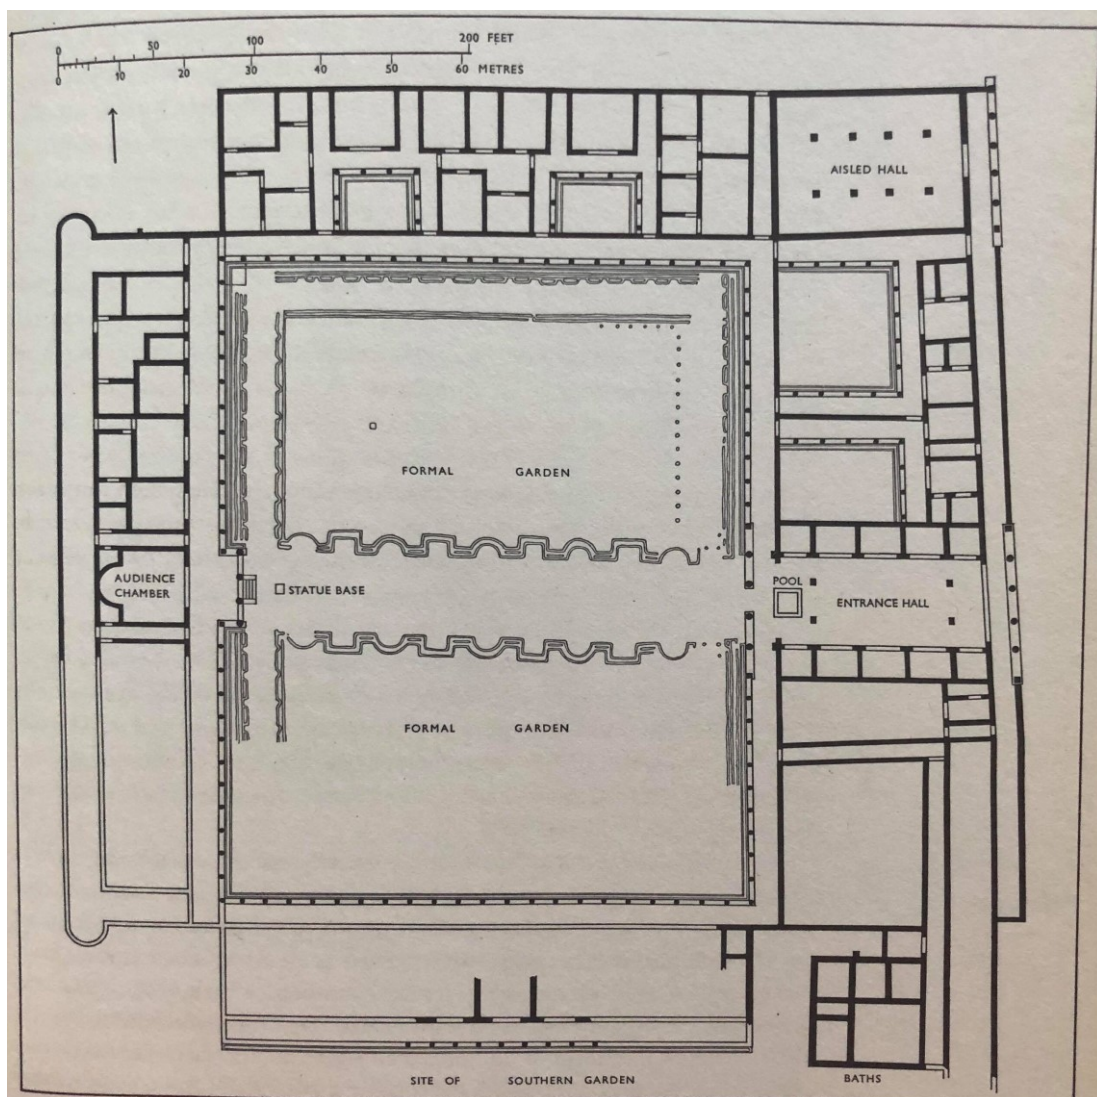 0 50 100 200 FEET
0 10 20 30 40 50 60 METRES
AISLED HALL
FORMAL GARDEN
AUDIENCE
CHAMBER
STATUE BASE
POOL
ENTRANCE HALL
FORMAL GARDEN
SITE OF SOUTHERN GARDEN
BATHS